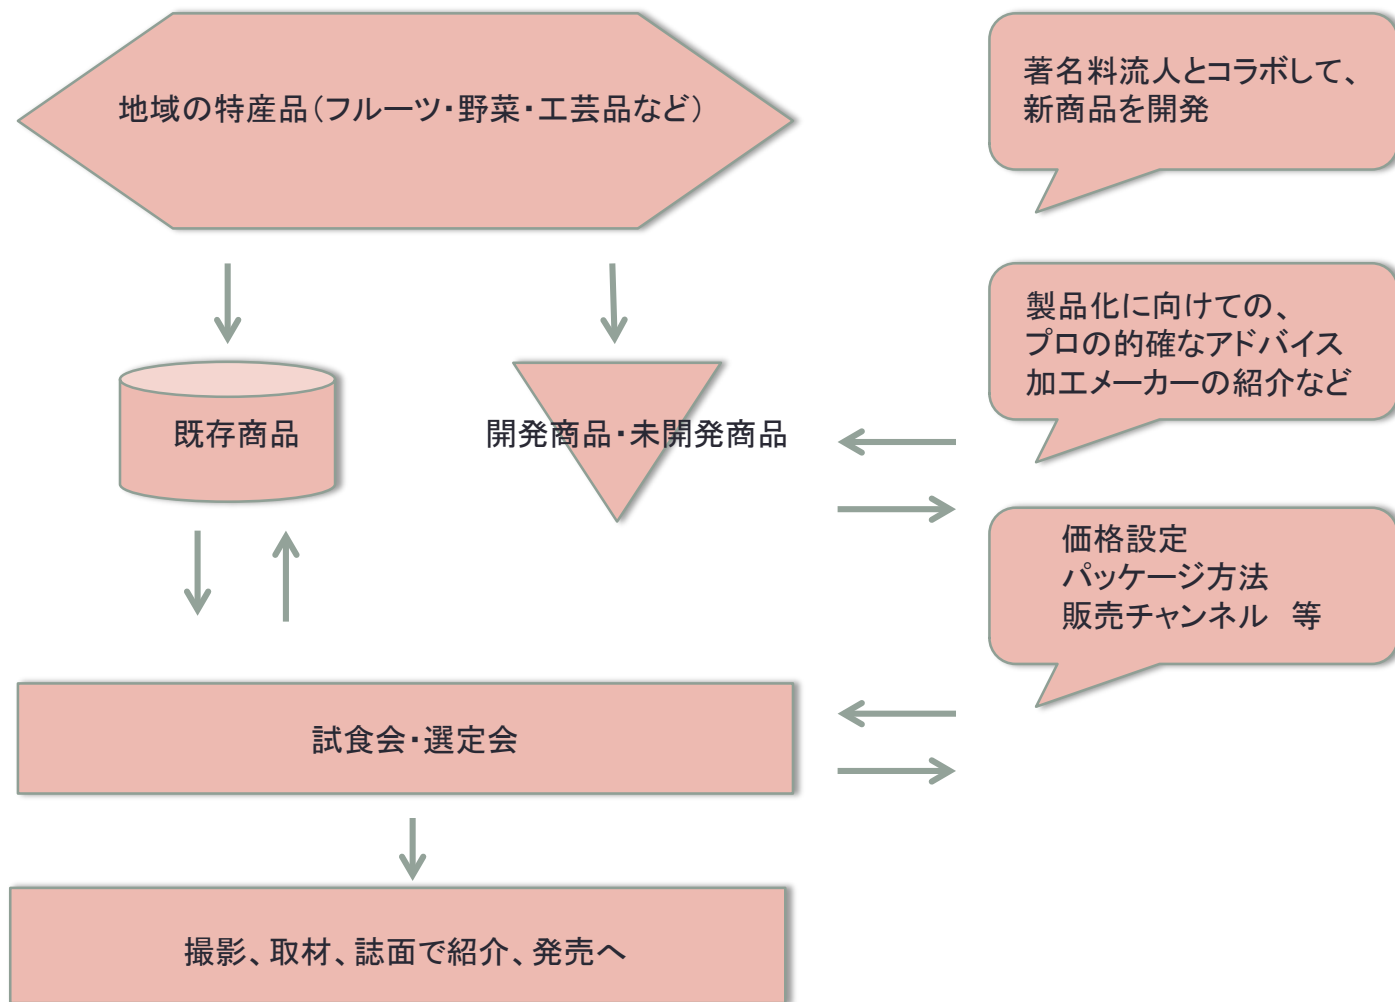 地域の特産品（フルーツ・野菜・工芸品など）
著名料流人とコラボして、
新商品を開発
製品化に向けての、
プロの的確なアドバイス
加工メーカーの紹介など
既存商品
開発商品・未開発商品
価格設定
パッケージ方法
販売チャンネル　等
試食会・選定会
撮影、取材、誌面で紹介、発売へ